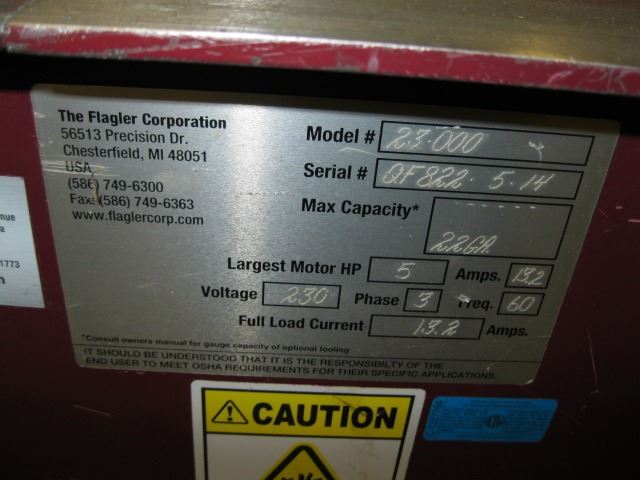 The Flagler Corporation
56513 Precision Dr.
Chesterfield, MI 48051
USA
(586) 749-6300
Fax: (586) 749-6363
www.flaglercorp.com
Model # 23-000
Serial # QF822-5-14
Max Capacity* 22GA.
Largest Motor HP 5 Amps. 13.2
Voltage 230 Phase 3 Freq. 60
Full Load Current 13.2 Amps.
*Consult owners manual for gauge capacity of optional tooling
IT SHOULD BE UNDERSTOOD THAT IT IS THE RESPONSIBILTY OF THE
END USER TO MEET OSHA REQUIREMENTS FOR THEIR SPECIFIC APPLICATIONS.
nue
a
1773
n
CAUTION